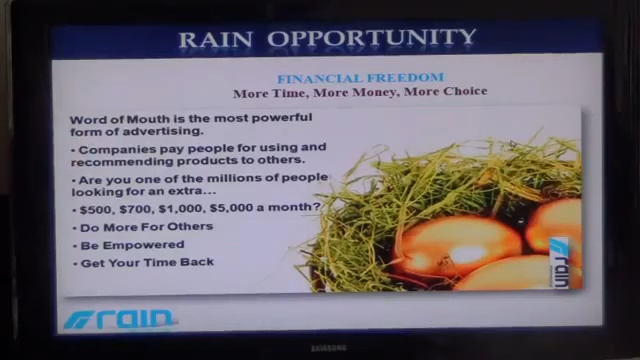 RAIN OPPORTUNITY
FINANCIAL FREEDOM
More Time, More Money, More Choice
Word of Mouth is the most powerful
form of advertising.
• Companies pay people for using and
recommending products to others.
• Are you one of the millions of people
looking for an extra...
• $500, $700, $1,000, $5,000 a month?
• Do More For Others
• Be Empowered
• Get Your Time Back
rain
rain
SAMSUNG